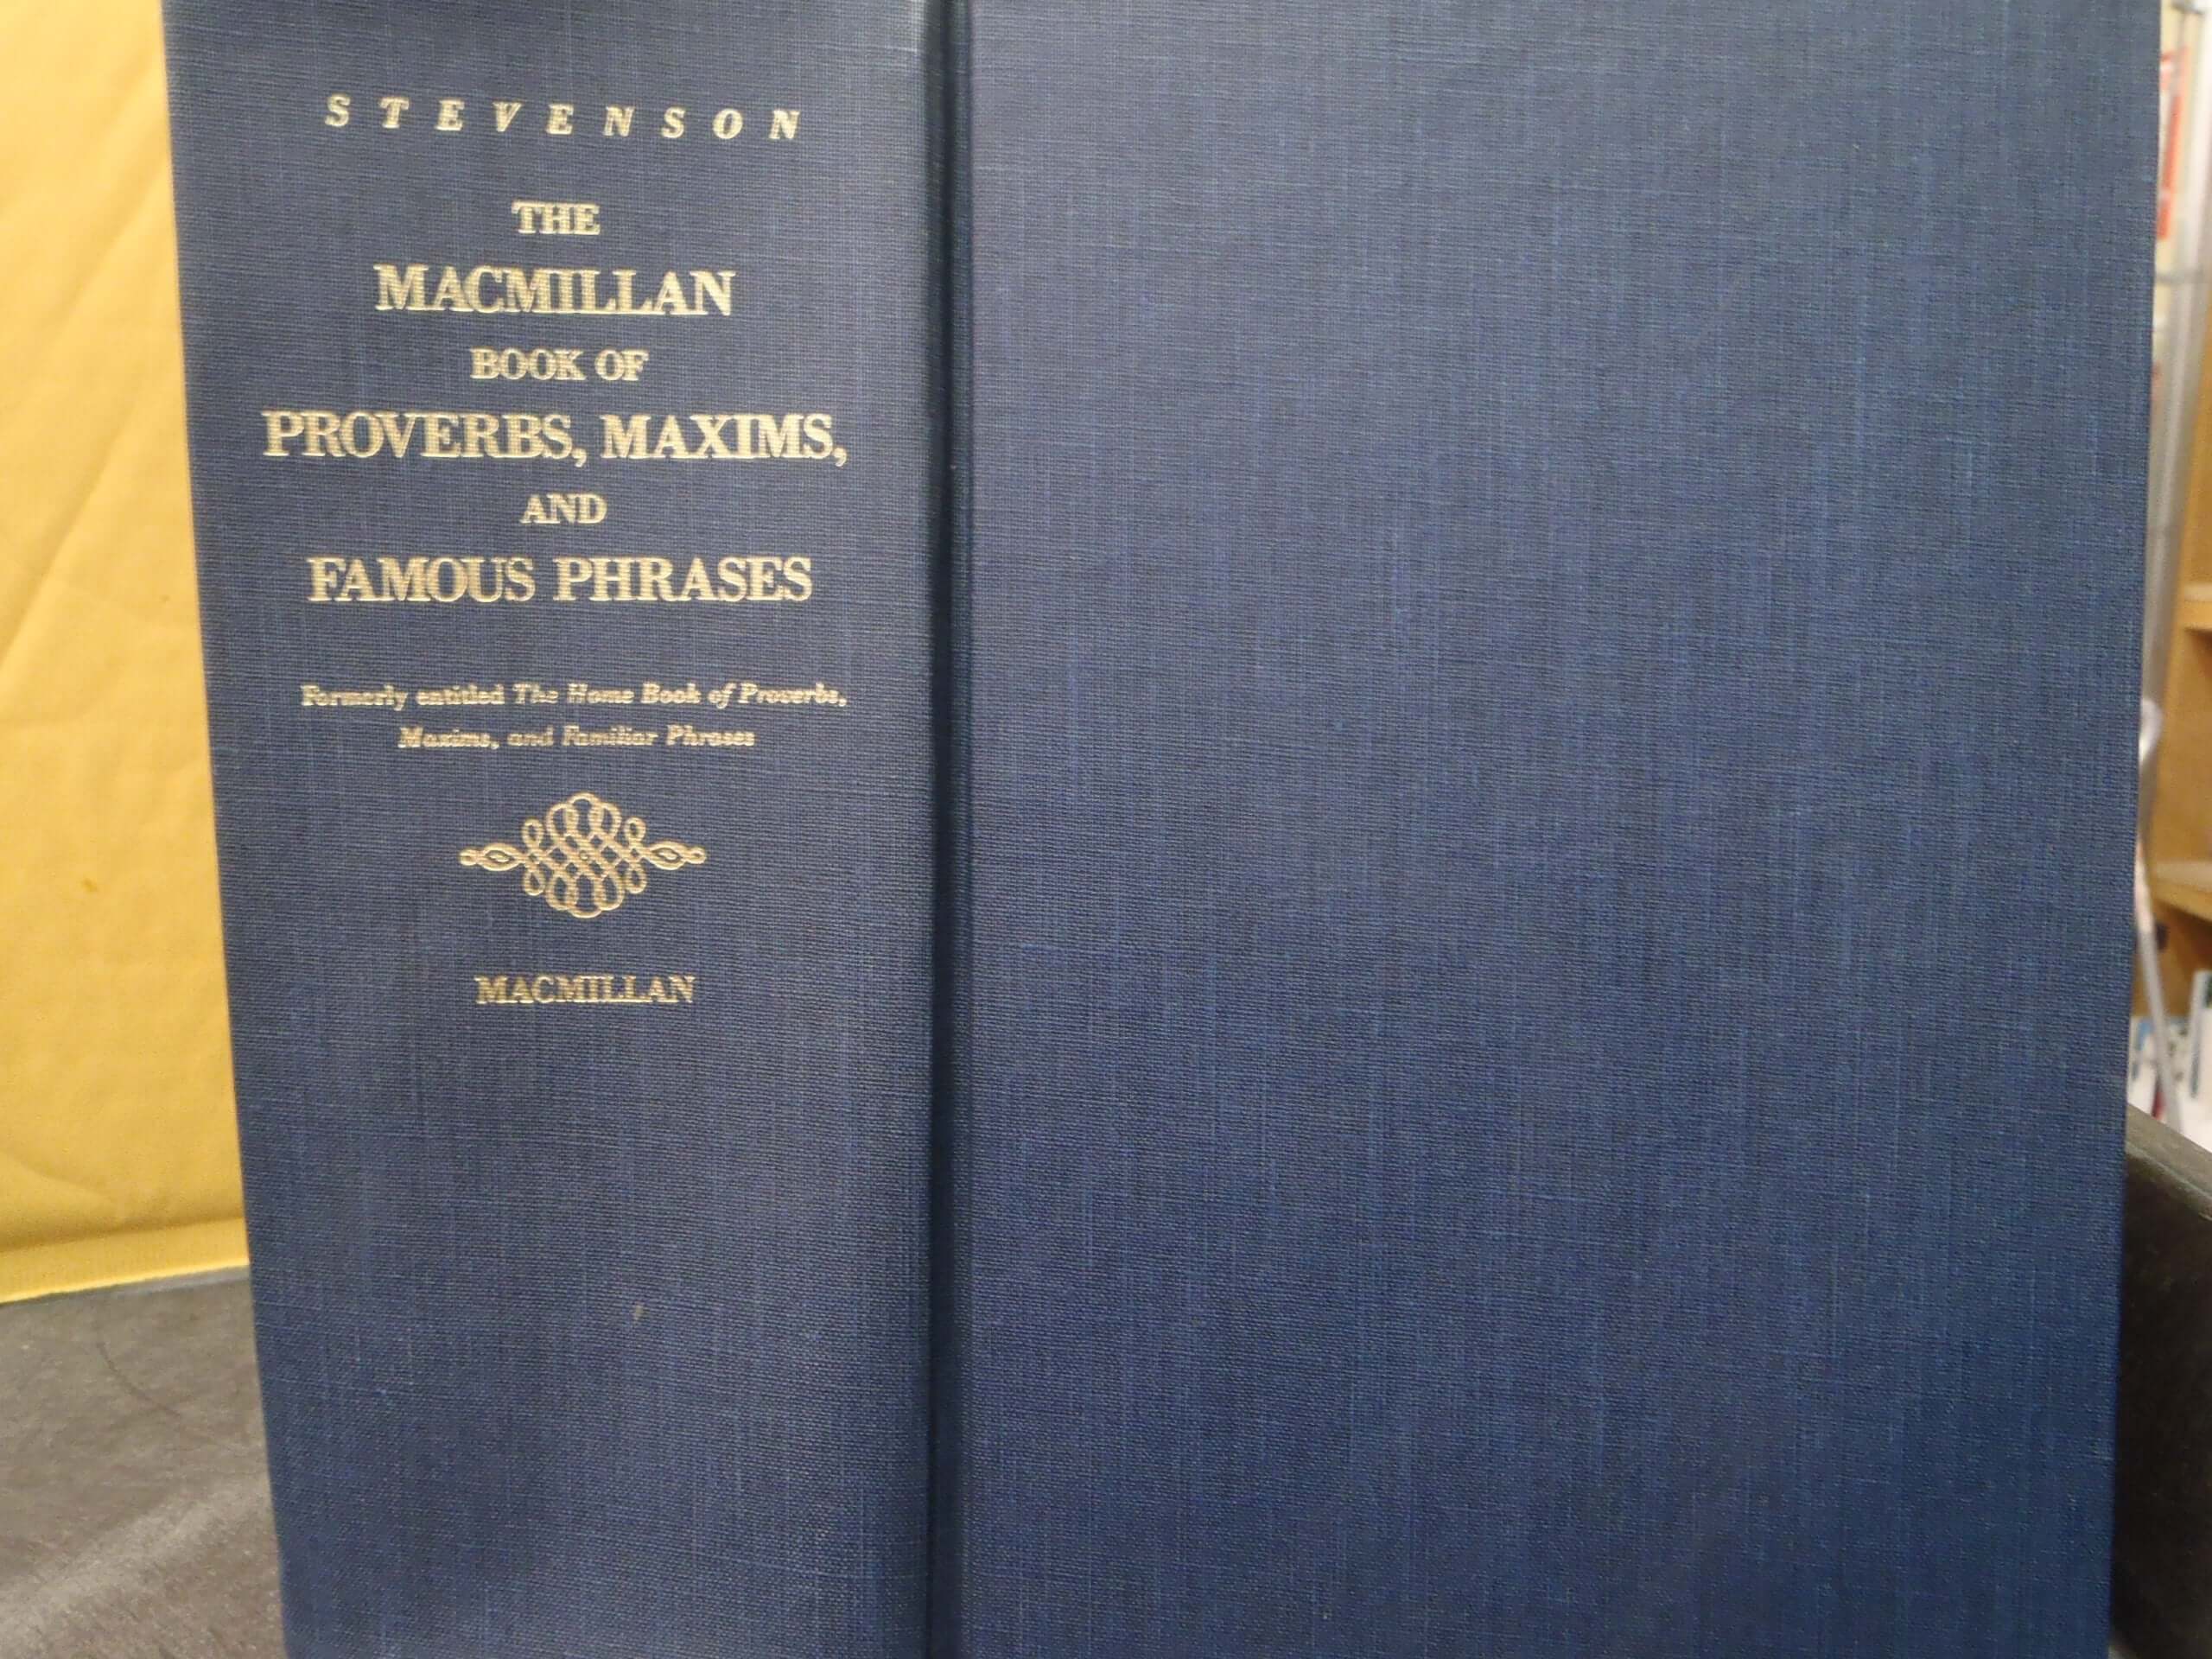 STEVENSON
THE
MACMILLAN
BOOK OF
PROVERBS, MAXIMS,
AND
FAMOUS PHRASES
Formerly entitled The Home Book of Proverbs,
Maxims, and Familiar Phrases
MACMILLAN